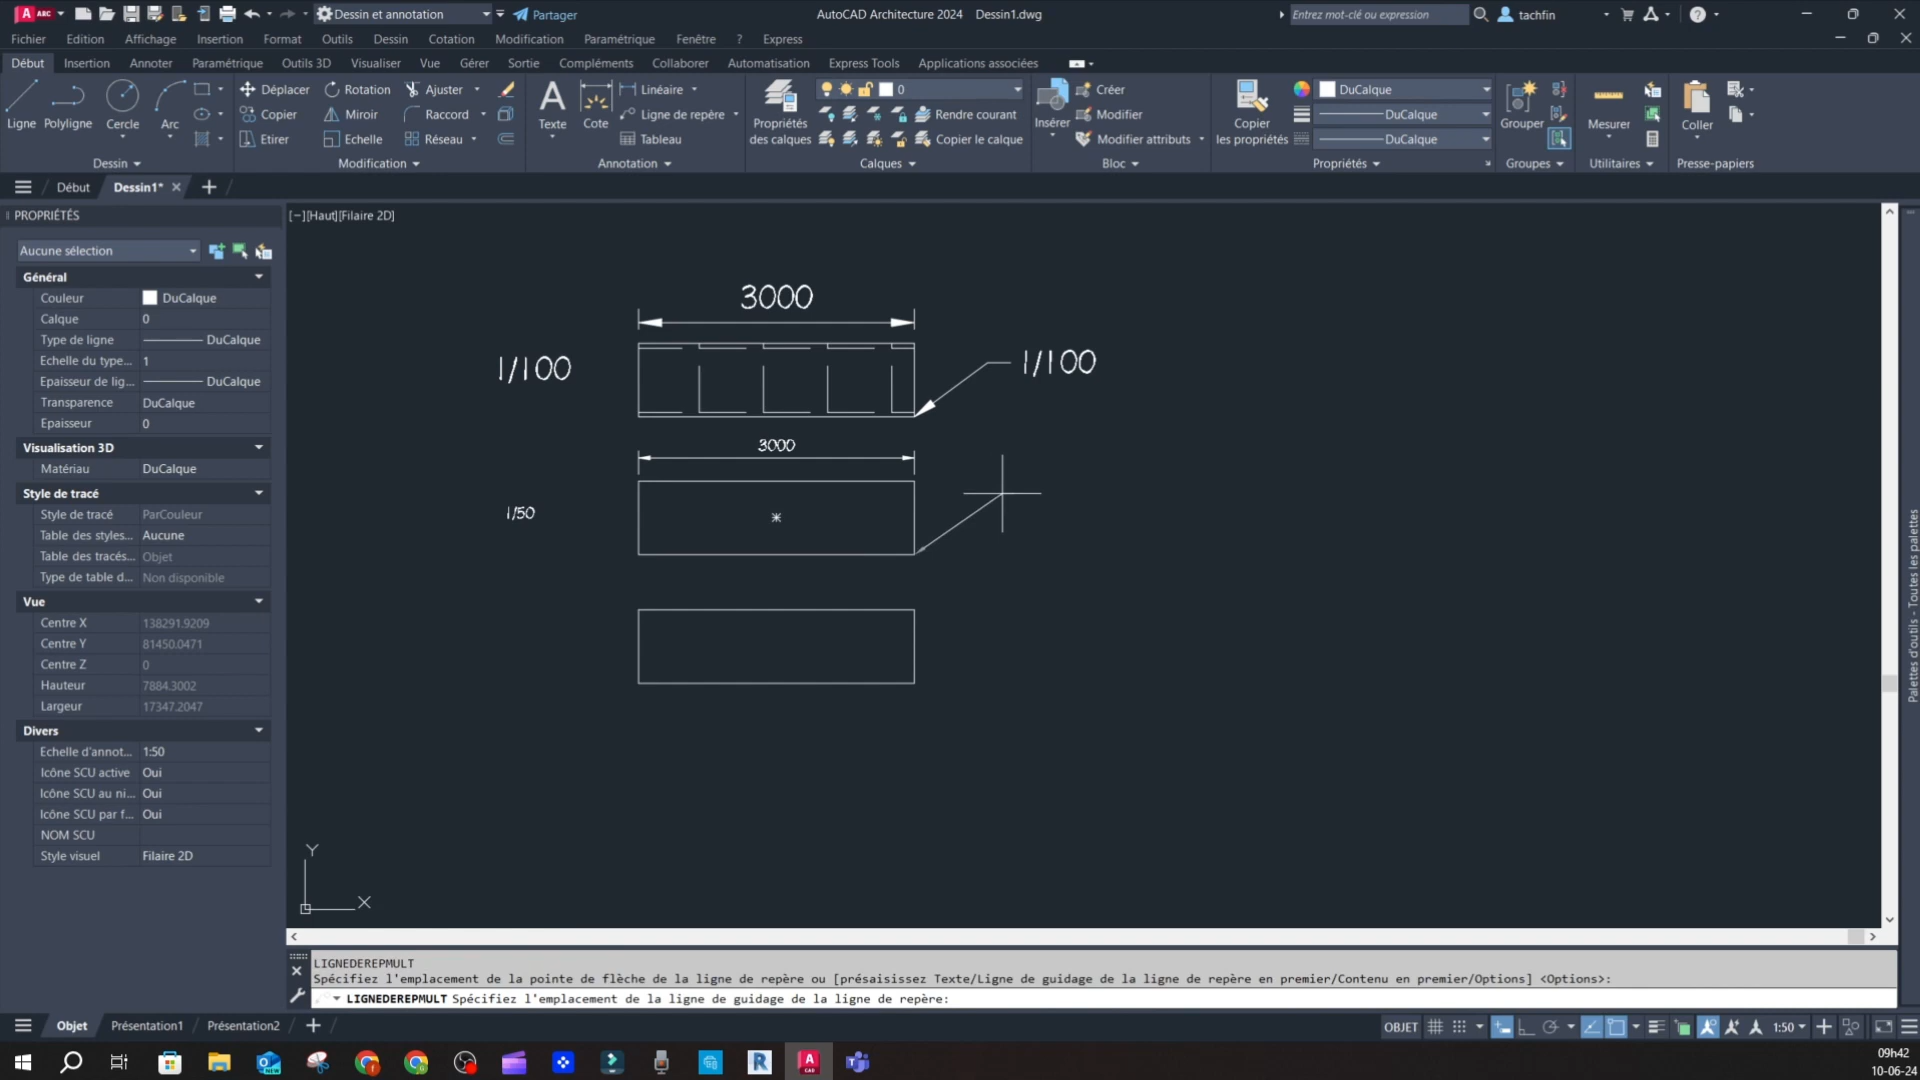 ABC
Dessin et annotation
Partager
AutoCAD Architecture 2024 Dessin1.dwg
Entrez mot-clé ou expression
tachfin
Fichier Edition Affichage Insertion Format Outils Dessin Cotation Modification Paramétrique Fenêtre ? Express
Début Insertion Annoter Paramétrique Outils 3D Visualiser Vue Gérer Sortie Compléments Collaborer Automatisation Express Tools Applications associées
Ligne Polyligne Cercle Arc
Déplacer Rotation Ajuster
Copier Miroir Raccord
Etirer Echelle Réseau
Texte Cote
Linéaire
Ligne de repère
Tableau
Propriétés des calques
0
Rendre courant
Copier le calque
Insérer
Créer
Modifier
Modifier attributs
Copier les propriétés
DuCalque
DuCalque
DuCalque
Grouper
Mesurer
Coller
Dessin Modification Annotation Calques Bloc Propriétés Groupes Utilitaires Presse-papiers
Début Dessin1*
PROPRIÉTÉS
[−][Haut][Filaire 2D]
Aucune sélection
Général
Couleur DuCalque
Calque 0
Type de ligne DuCalque
Echelle du type... 1
Epaisseur de lig... DuCalque
Transparence DuCalque
Epaisseur 0
Visualisation 3D
Matériau DuCalque
Style de tracé
Style de tracé ParCouleur
Table des styles... Aucune
Table des tracés... Objet
Type de table d... Non disponible
Vue
Centre X 138291.9209
Centre Y 81450.0471
Centre Z 0
Hauteur 7884.3002
Largeur 17347.2047
Divers
Echelle d'annot... 1:50
Icône SCU active Oui
Icône SCU au ni... Oui
Icône SCU par f... Oui
NOM SCU
Style visuel Filaire 2D
3000
1/100
1/100
3000
1/50
Y
X
Palettes d'outils - Toutes les palettes
LIGNEDEREPMULT
Spécifiez l'emplacement de la pointe de flèche de la ligne de repère ou [présaisissez Texte/Ligne de guidage de la ligne de repère en premier/Contenu en premier/Options] <Options>:
LIGNEDEREPMULT Spécifiez l'emplacement de la ligne de guidage de la ligne de repère:
Objet Présentation1 Présentation2
OBJET
1:50
09h42
10-06-24